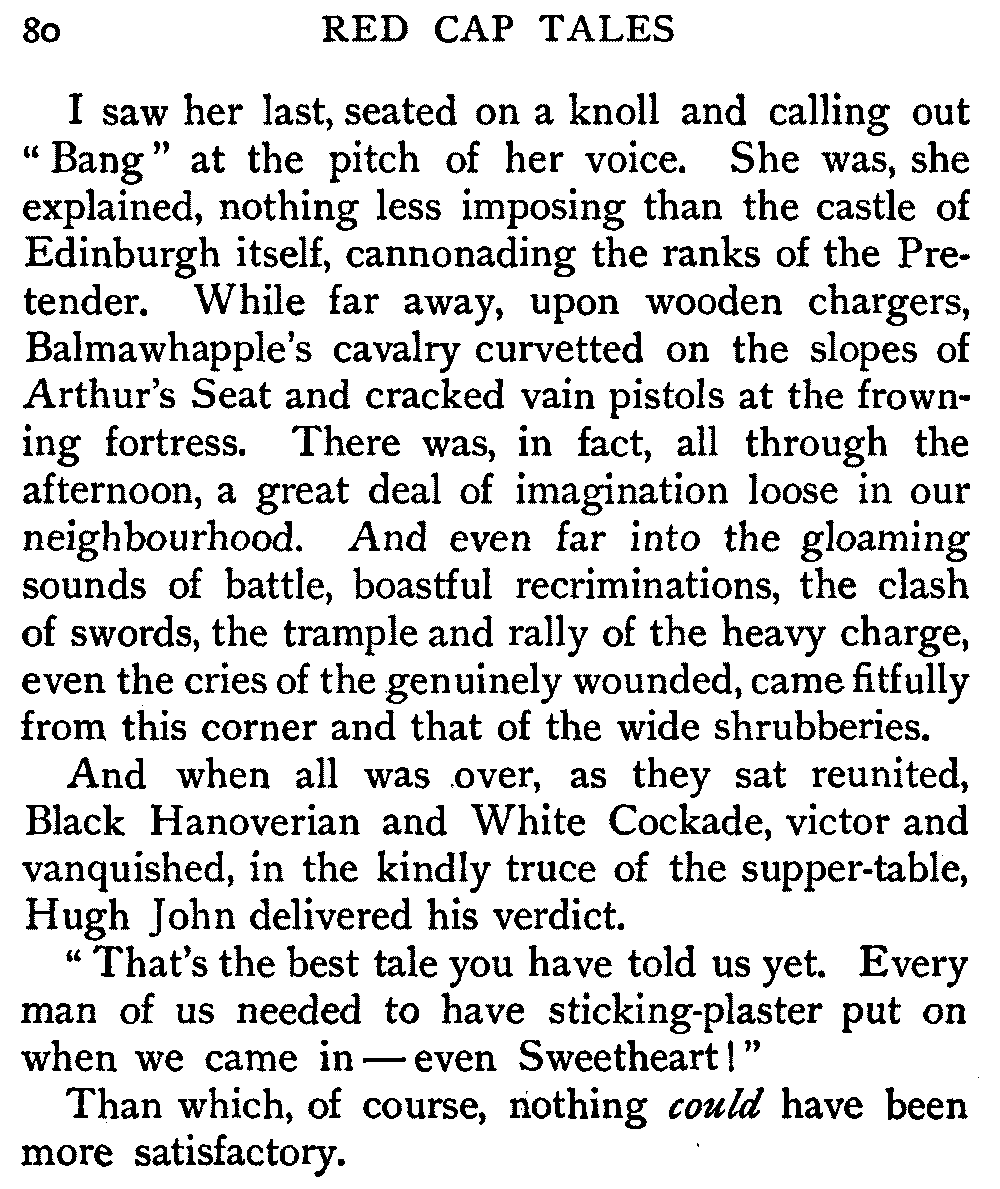 80 RED CAP TALES
I saw her last, seated on a knoll and calling out
“ Bang ” at the pitch of her voice. She was, she
explained, nothing less imposing than the castle of
Edinburgh itself, cannonading the ranks of the Pre-
tender. While far away, upon wooden chargers,
Balmawhapple's cavalry curvetted on the slopes of
Arthur's Seat and cracked vain pistols at the frown-
ing fortress. There was, in fact, all through the
afternoon, a great deal of imagination loose in our
neighbourhood. And even far into the gloaming
sounds of battle, boastful recriminations, the clash
of swords, the trample and rally of the heavy charge,
even the cries of the genuinely wounded, came fitfully
from this corner and that of the wide shrubberies.
And when all was over, as they sat reunited,
Black Hanoverian and White Cockade, victor and
vanquished, in the kindly truce of the supper-table,
Hugh John delivered his verdict.
“ That's the best tale you have told us yet. Every
man of us needed to have sticking-plaster put on
when we came in — even Sweetheart! ”
Than which, of course, nothing could have been
more satisfactory.